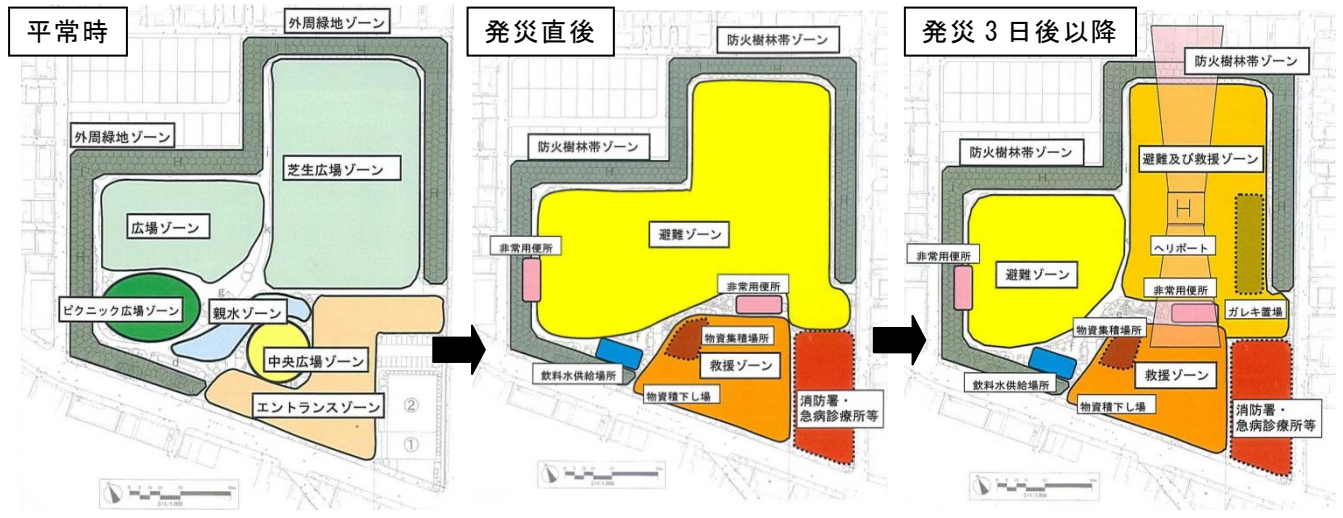 平常時
外周緑地ゾーン
外周緑地ゾーン
芝生広場ゾーン
広場ゾーン
ピクニック広場ゾーン
親水ゾーン
中央広場ゾーン
エントランスゾーン
②
①
発災直後
防火樹林帯ゾーン
防火樹林帯ゾーン
避難ゾーン
非常用便所
非常用便所
物資集積場所
救援ゾーン
飲料水供給場所
物資積下し場
消防署・
急病診療所等
発災3日後以降
防火樹林帯ゾーン
防火樹林帯ゾーン
避難及び救援ゾーン
H
ヘリポート
非常用便所
避難ゾーン
非常用便所
ガレキ置場
物資集積場所
救援ゾーン
飲料水供給場所
物資積下し場
消防署・
急病診療所等